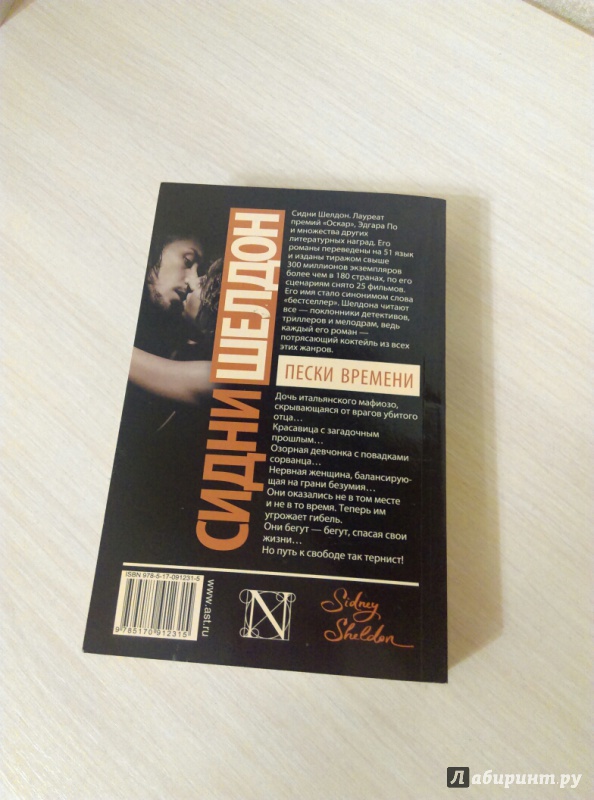 СИДНИ ШЕЛДОН
Сидни Шелдон. Лауреат
премий «Оскар», Эдгара По
и множества других
литературных наград. Его
романы переведены на 51 язык
и изданы тиражом свыше
300 миллионов экземпляров
более чем в 180 странах, по его
сценариям снято 25 фильмов.
Его имя стало синонимом слова
«бестселлер». Шелдона читают
все — поклонники детективов,
триллеров и мелодрам, ведь
каждый его роман —
потрясающий коктейль из всех
этих жанров.
ПЕСКИ ВРЕМЕНИ
Дочь итальянского мафиозо,
скрывающаяся от врагов убитого
отца...
Красавица с загадочным
прошлым...
Озорная девчонка с повадками
сорванца...
Нервная женщина, балансирую-
щая на грани безумия...
Они оказались не в том месте
и не в то время. Теперь им
угрожает гибель.
Они бегут — бегут, спасая свои
жизни...
Но путь к свободе так тернист!
ISBN 978-5-17-091231-5
9 785170 912315
www.ast.ru
N
Sidney
Sheldon
Лабиринт.ру